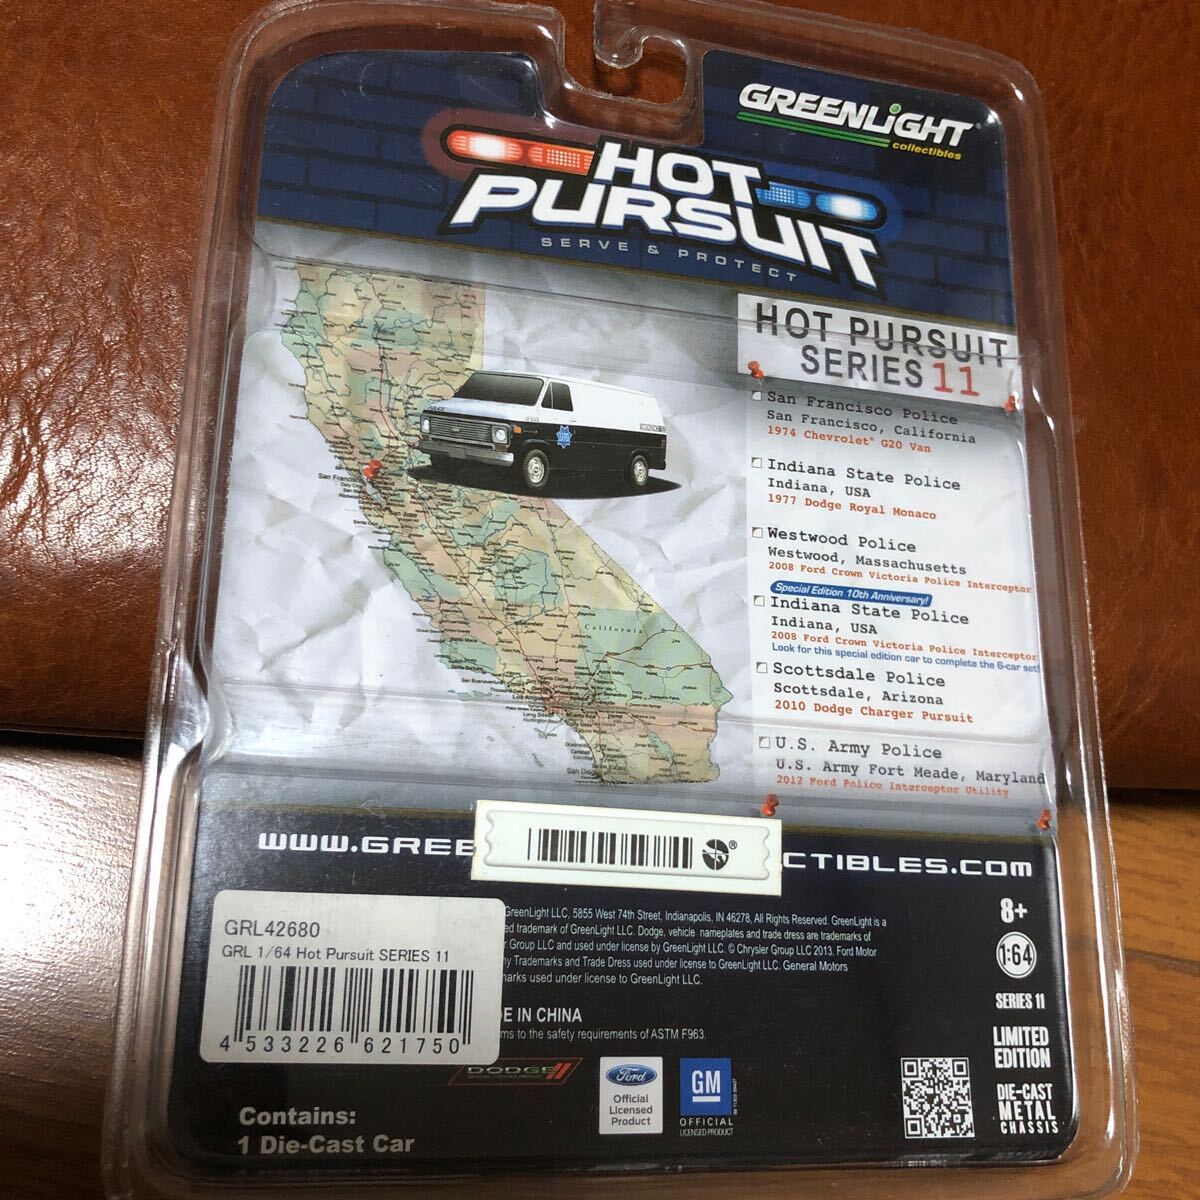 GREENLIGHT®
collectibles
HOT
PURSUIT
SERVE & PROTECT
HOT PURSUIT
SERIES 11
San Francisco Police
San Francisco, California
1974 Chevrolet® G20 Van
Indiana State Police
Indiana, USA
1977 Dodge Royal Monaco
Westwood Police
Westwood, Massachusetts
2008 Ford Crown Victoria Police Interceptor
Special Edition 10th Anniversary!
Indiana State Police
Indiana, USA
2008 Ford Crown Victoria Police Interceptor
Look for this special edition car to complete the 6-car set!
Scottsdale Police
Scottsdale, Arizona
2010 Dodge Charger Pursuit
U.S. Army Police
U.S. Army Fort Meade, Maryland
2012 Ford Police Interceptor Utility
California
www.GREE CTIBLES.com
®
GRL42680
GRL 1/64 Hot Pursuit SERIES 11
4 533226 621750
GreenLight LLC, 5855 West 74th Street, Indianapolis, IN 46278, All Rights Reserved. GreenLight is a
ed trademark of GreenLight LLC. Dodge, vehicle nameplates and trade dress are trademarks of
r Group LLC and used under license by GreenLight LLC. © Chrysler Group LLC 2013. Ford Motor
ny Trademarks and Trade Dress used under license to GreenLight LLC. General Motors
marks used under license to GreenLight LLC.
DE IN CHINA
ms to the safety requirements of ASTM F963.
8+
1:64
SERIES 11
LIMITED
EDITION
DIE-CAST
METAL
CHASSIS
DODGE
Ford
Official
Licensed
Product
GM
OFFICIAL
LICENSED PRODUCT
Contains:
1 Die-Cast Car